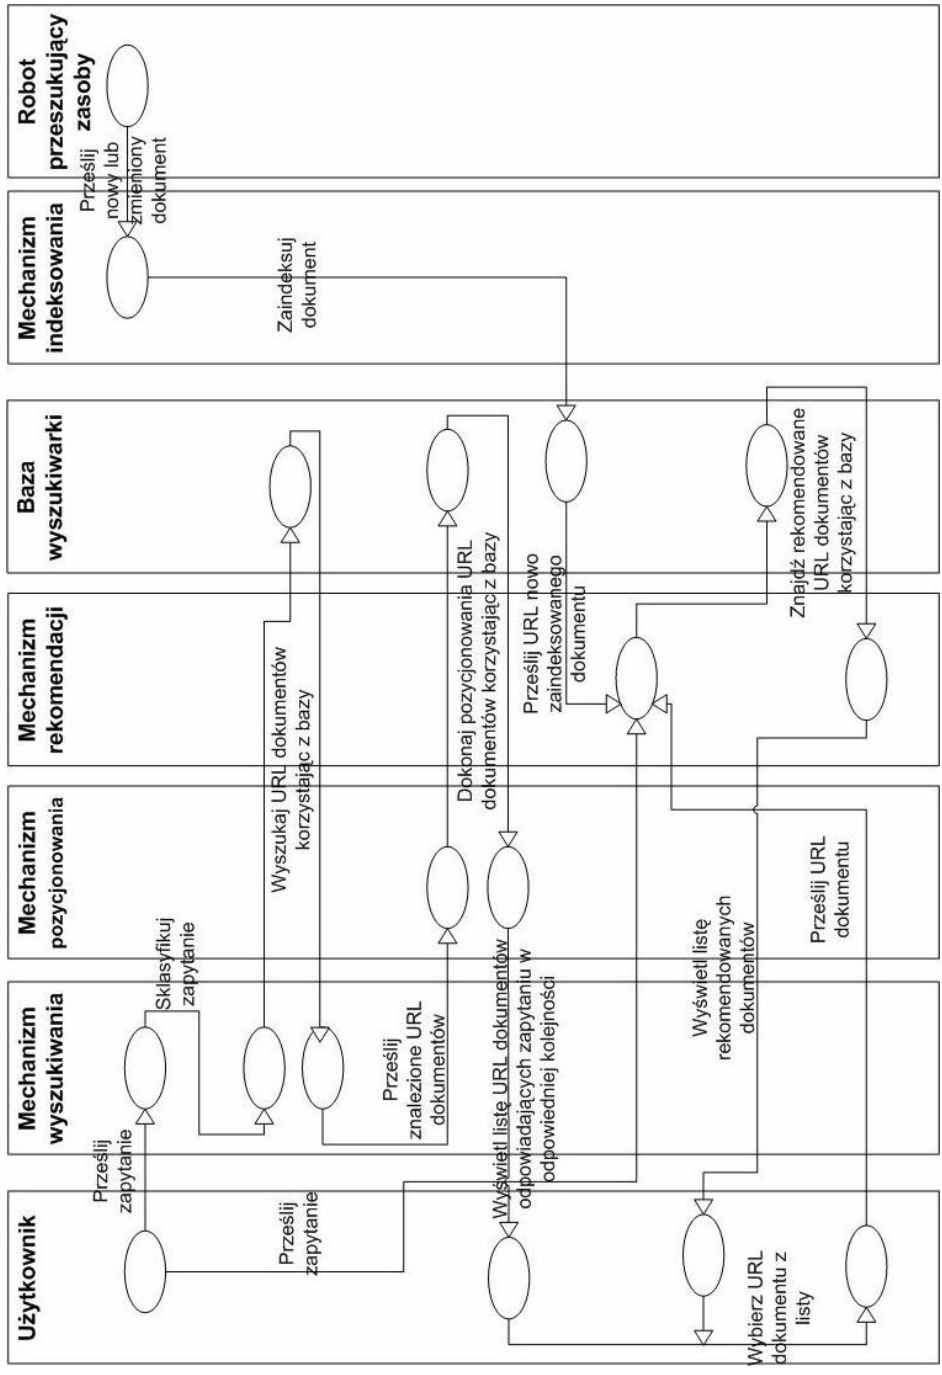 Użytkownik
Mechanizm
wyszukiwania
Mechanizm
pozycjonowania
Mechanizm
rekomendacji
Baza
wyszukiwarki
Mechanizm
indeksowania
Robot
przeszukujący
zasoby
Prześlij
zapytanie
Sklasyfikuj
zapytanie
Prześlij
nowy lub
zmieniony
dokument
Prześlij
zapytanie
Wyszukaj URL dokumentów
korzystając z bazy
Zaindeksuj
dokument
Prześlij
znalezione URL
dokumentów
Dokonaj pozycjonowania URL
dokumentów korzystając z bazy
Wyświetl listę URL dokumentów
odpowiadających zapytaniu w
odpowiedniej kolejności
Prześlij URL nowo
zaindeksowanego
dokumentu
Wyświetl listę
rekomendowanych
dokumentów
Wybierz URL
dokumentu z
listy
Prześlij URL
dokumentu
Znajdź rekomendowane
URL dokumentów
korzystając z bazy